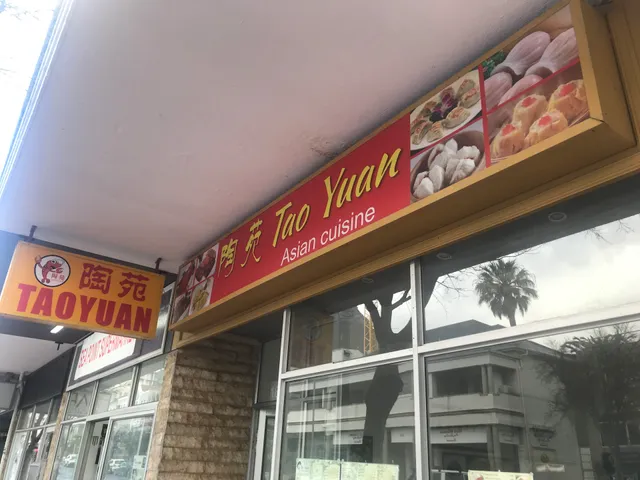 陶苑
TAOYUAN
陶苑 Tao Yuan
Asian cuisine